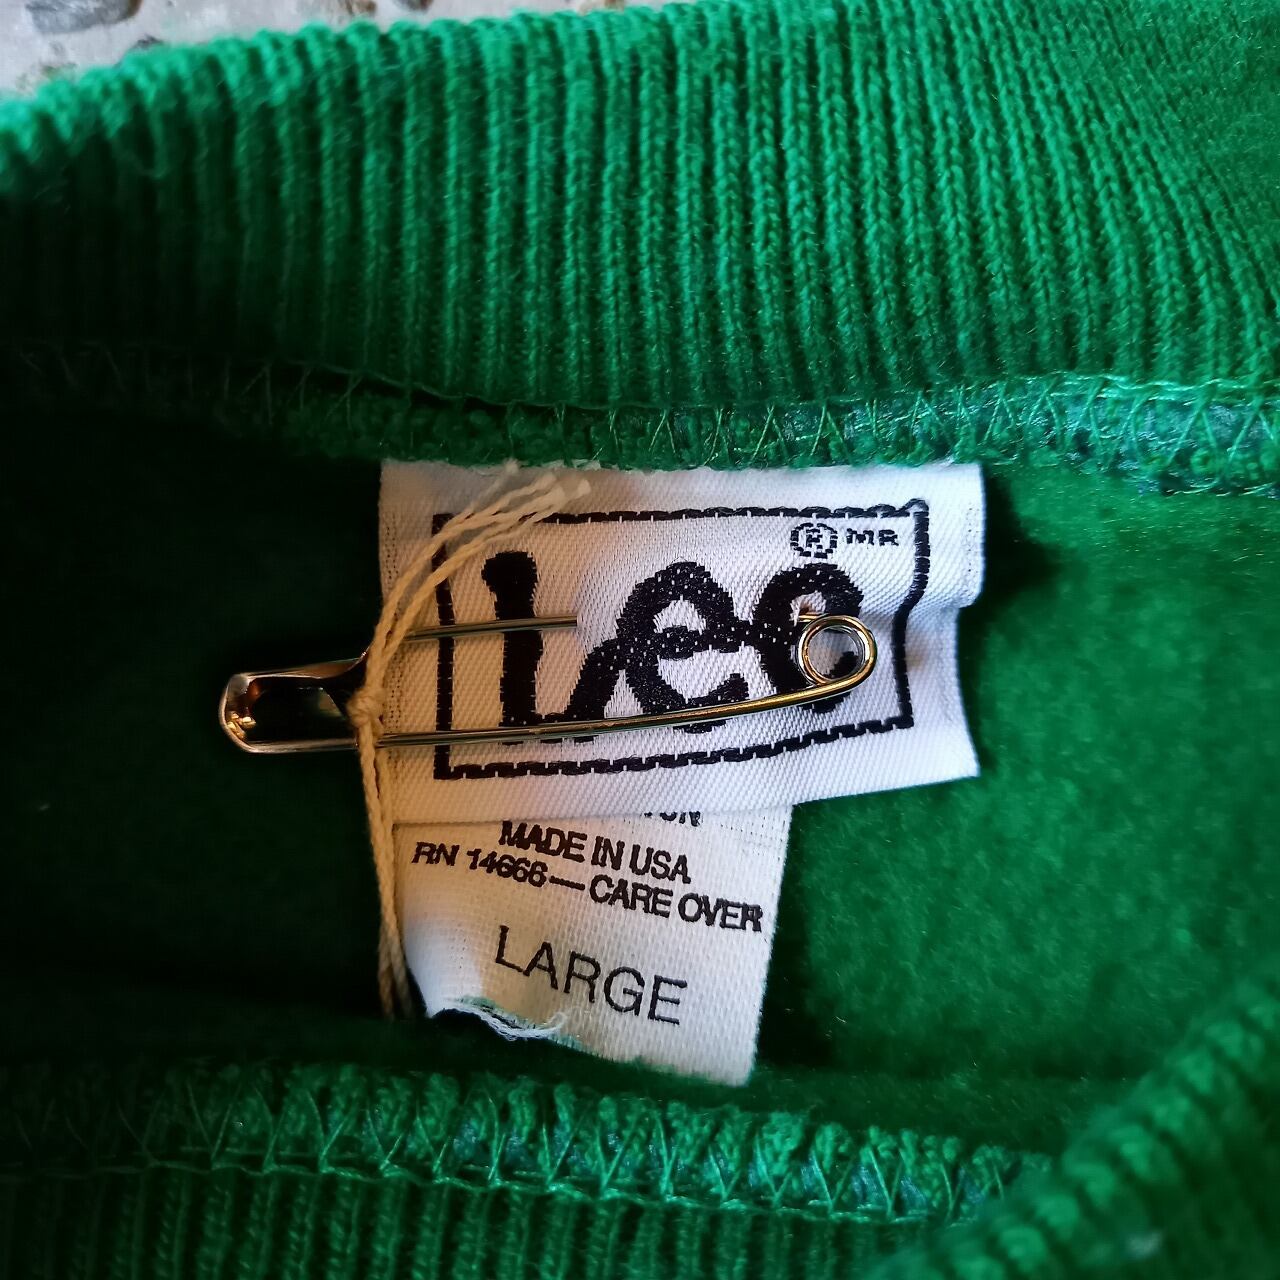 ® MR
Lee
MADE IN USA
RN 14666—CARE OVER
LARGE